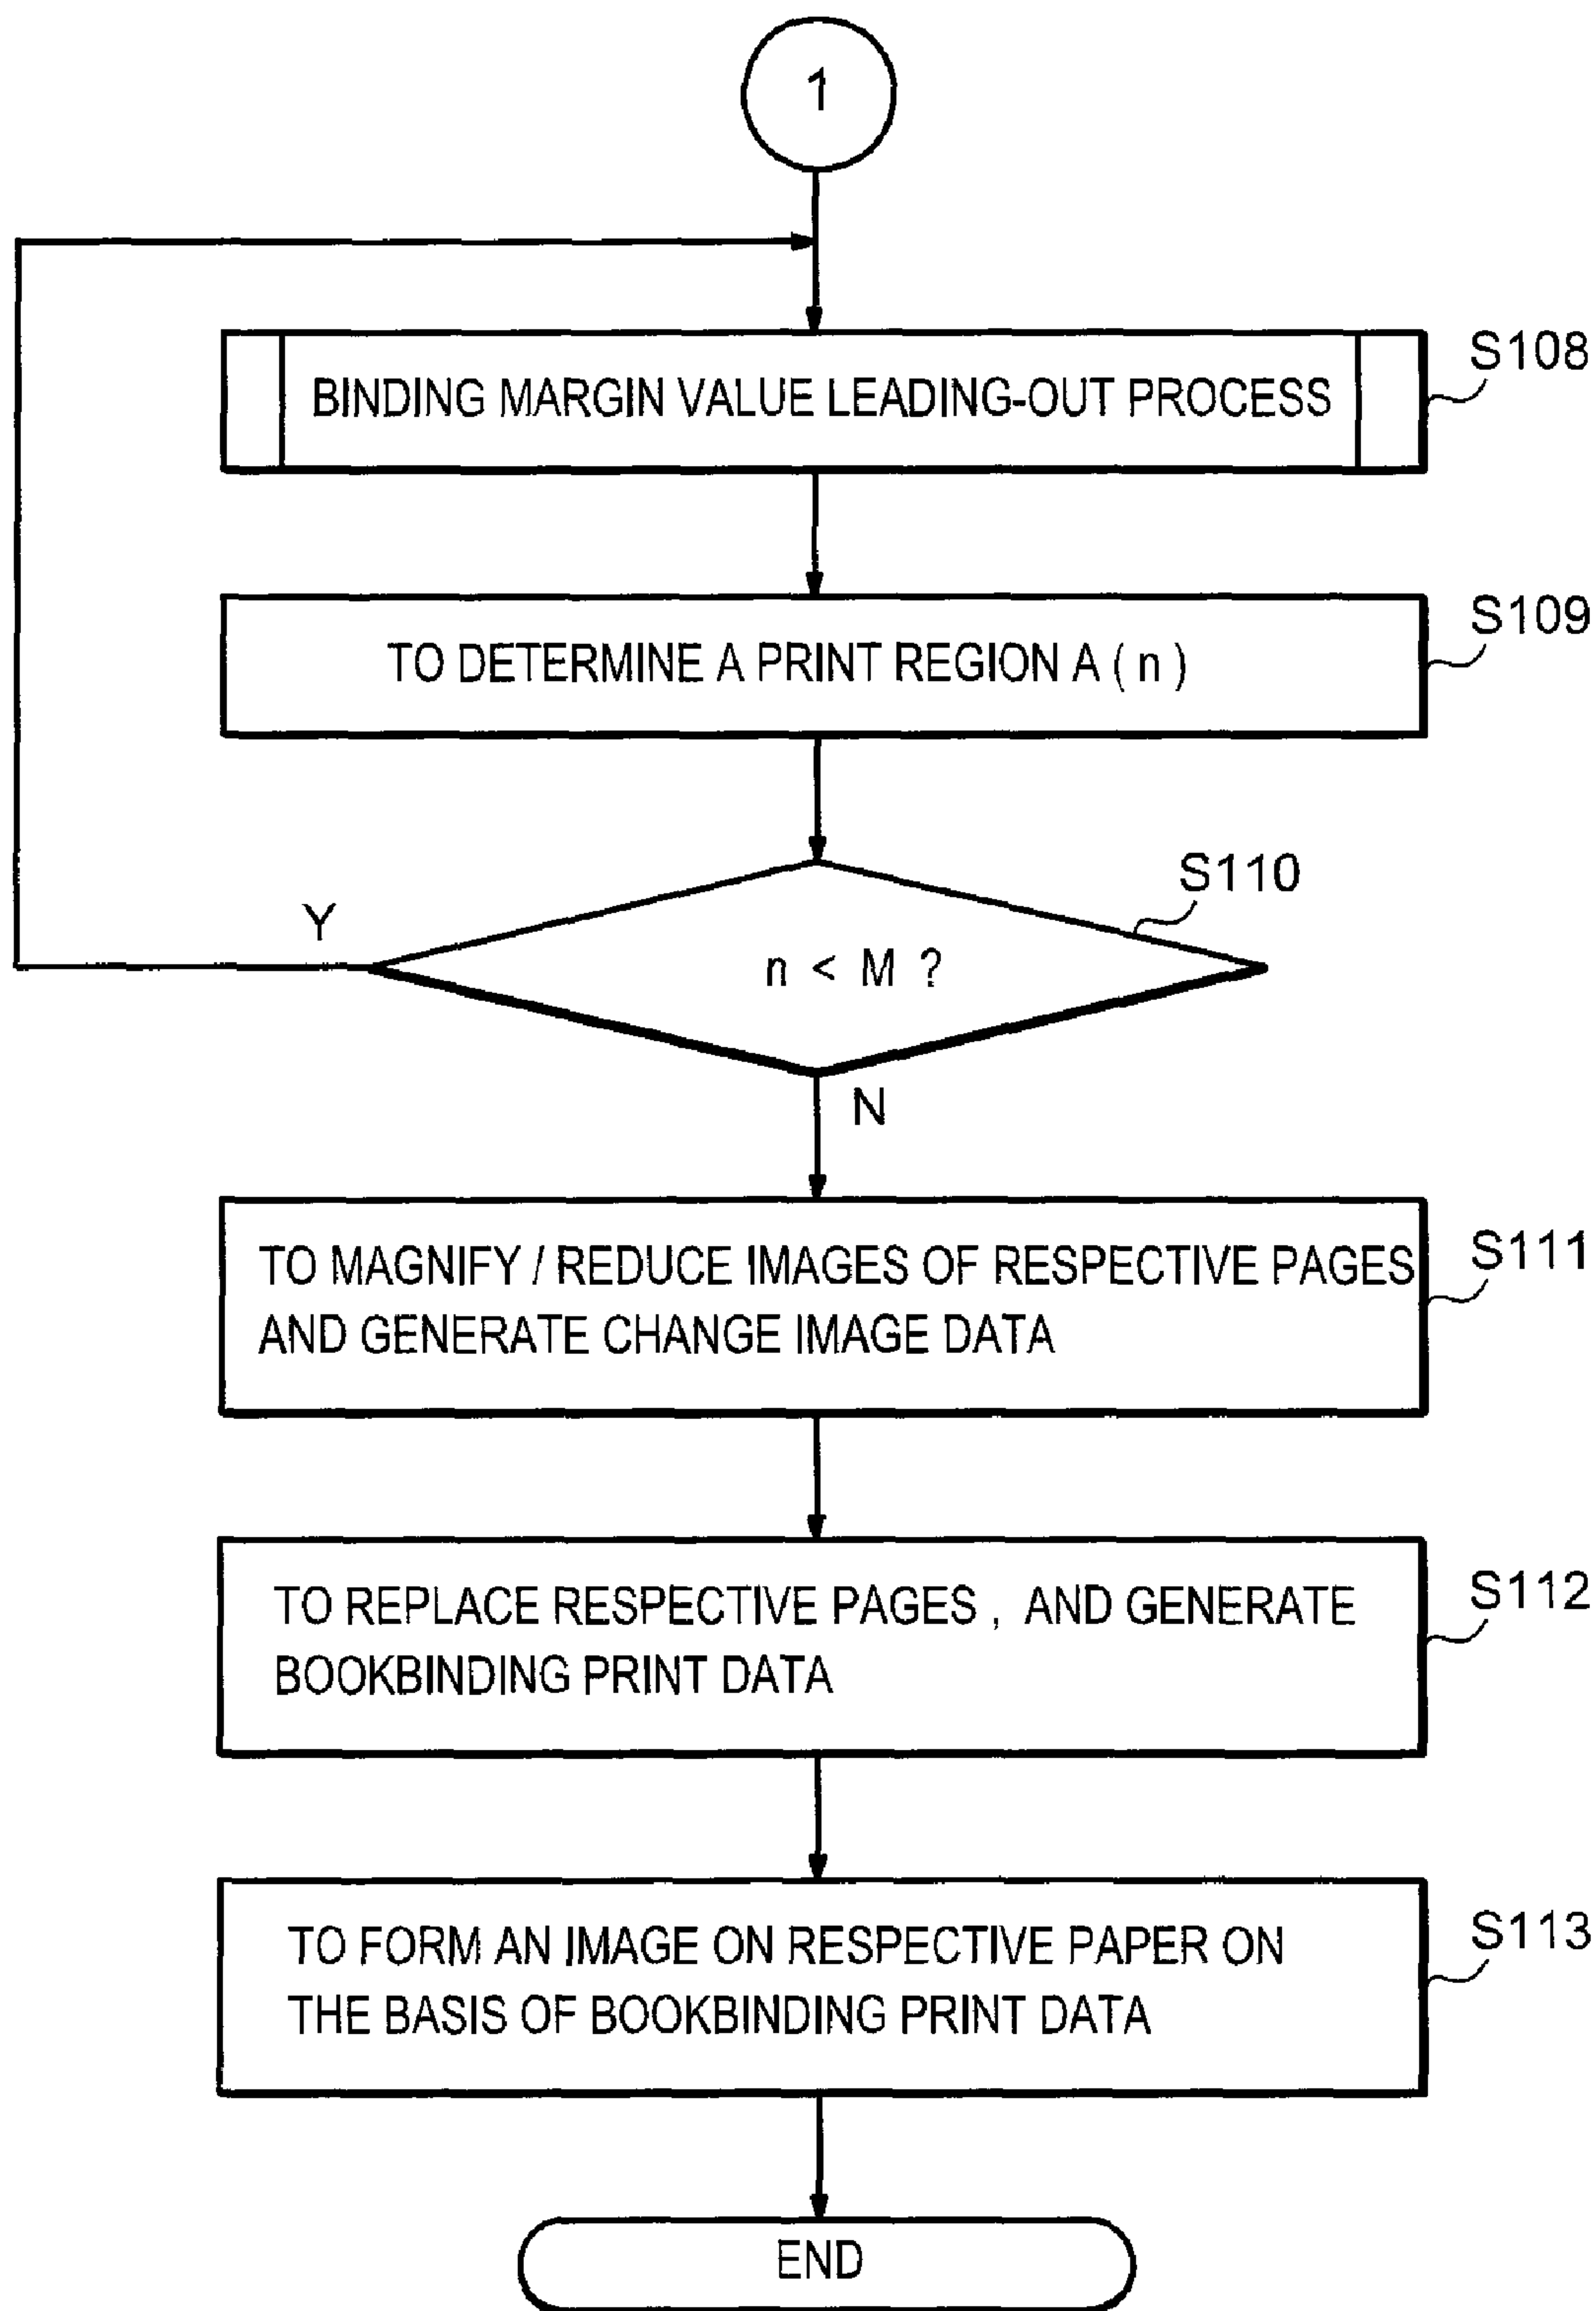 1
BINDING MARGIN VALUE LEADING-OUT PROCESS
S108
TO DETERMINE A PRINT REGION A ( n )
S109
S110
Y
n < M ?
N
TO MAGNIFY / REDUCE IMAGES OF RESPECTIVE PAGES
AND GENERATE CHANGE IMAGE DATA
S111
TO REPLACE RESPECTIVE PAGES , AND GENERATE
BOOKBINDING PRINT DATA
S112
TO FORM AN IMAGE ON RESPECTIVE PAPER ON
THE BASIS OF BOOKBINDING PRINT DATA
S113
END